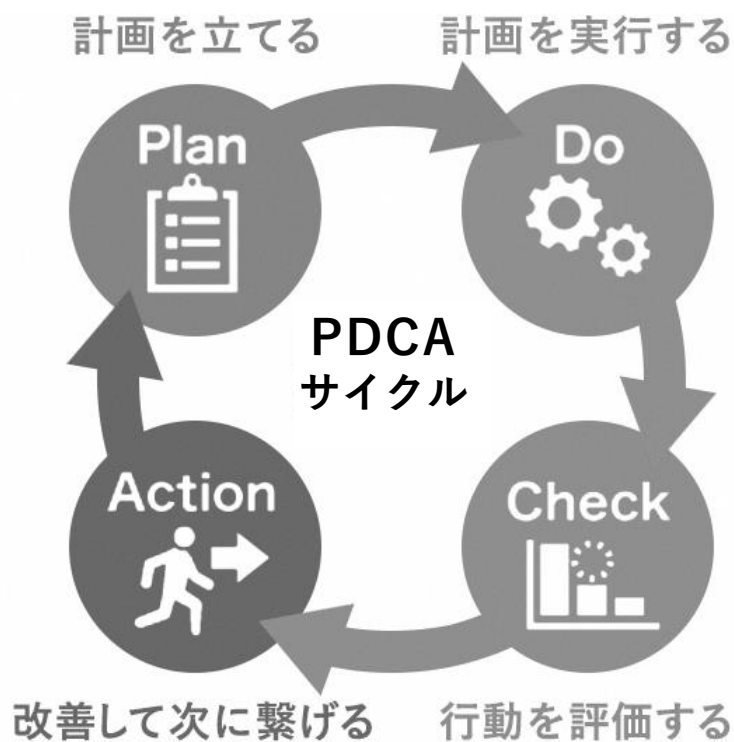 計画を立てる
計画を実行する
Plan
Do
PDCA
サイクル
Action
Check
改善して次に繋げる
行動を評価する